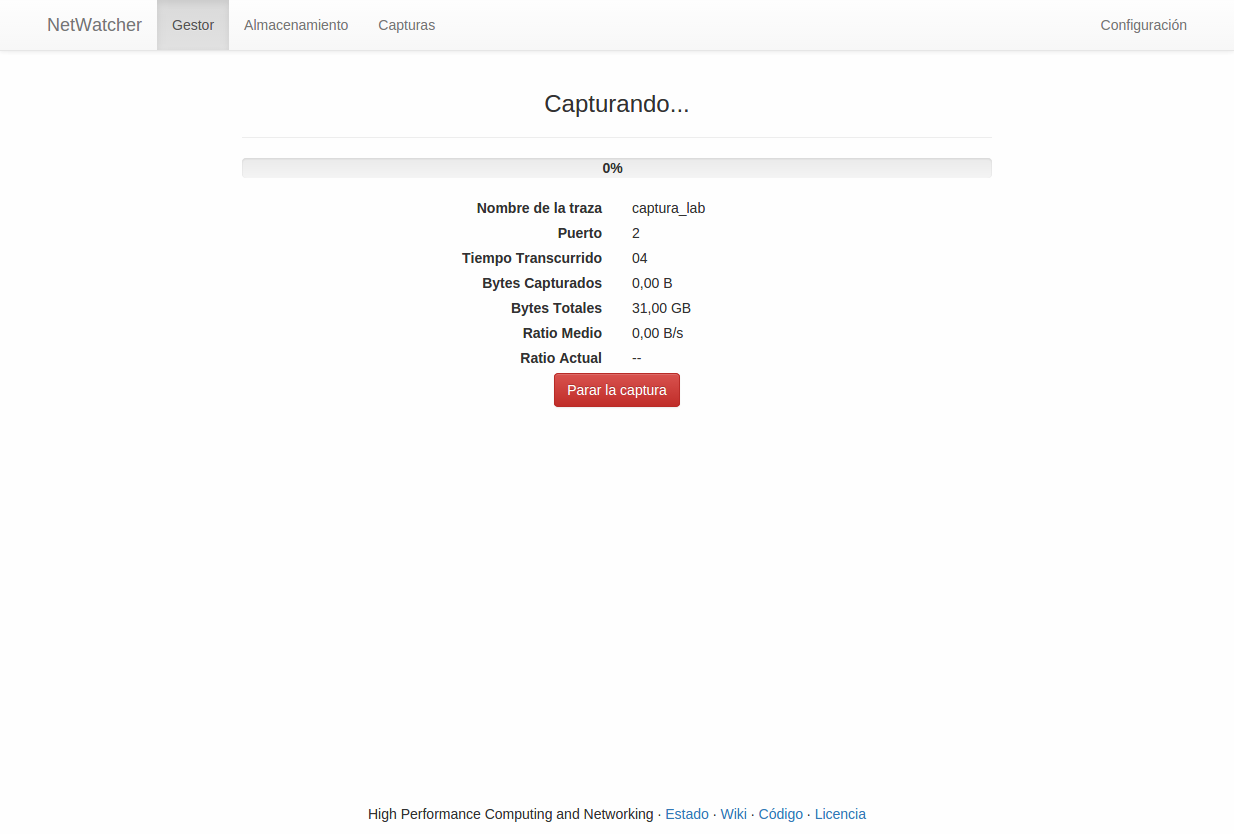 NetWatcher Gestor Almacenamiento Capturas Configuración
Capturando...
0%
Nombre de la traza captura_lab
Puerto 2
Tiempo Transcurrido 04
Bytes Capturados 0,00 B
Bytes Totales 31,00 GB
Ratio Medio 0,00 B/s
Ratio Actual --
Parar la captura
High Performance Computing and Networking · Estado · Wiki · Código · Licencia